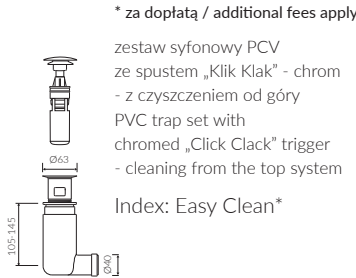 * za dopłatą / additional fees apply
zestaw syfonowy PCV
ze spustem „Klik Klak” - chrom
- z czyszczeniem od góry
PVC trap set with
chromed „Click Clack” trigger
- cleaning from the top system
Index: Easy Clean*
Ø63
105-145
Ø40